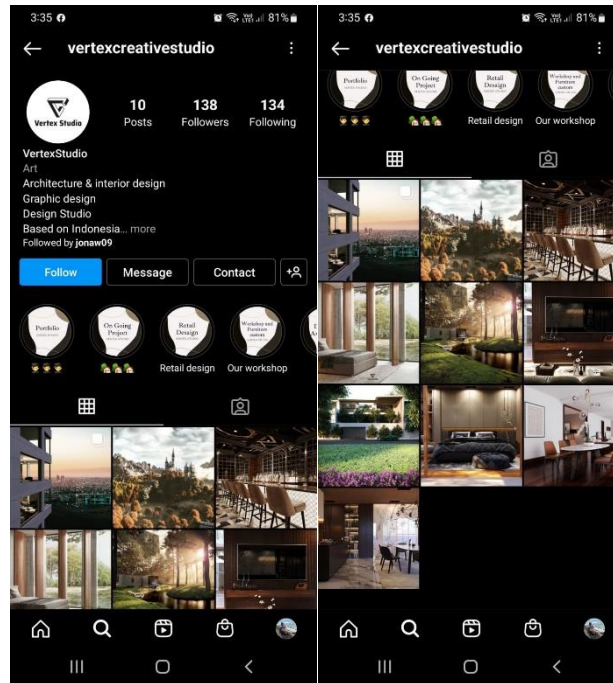 3:35
81%
vertexcreativestudio
Vertex Studio
10 138 134
Posts Followers Following
VertexStudio
Art
Architecture & interior design
Graphic design
Design Studio
Based on Indonesia... more
Followed by jonaw09
Follow Message Contact
Portfolio
On Going
Project
Retail
Design
Workshop and
Furniture
custom
Retail design Our workshop
3:35
81%
vertexcreativestudio
Portfolio
On Going
Project
Retail
Design
Workshop and
Furniture
custom
Retail design Our workshop